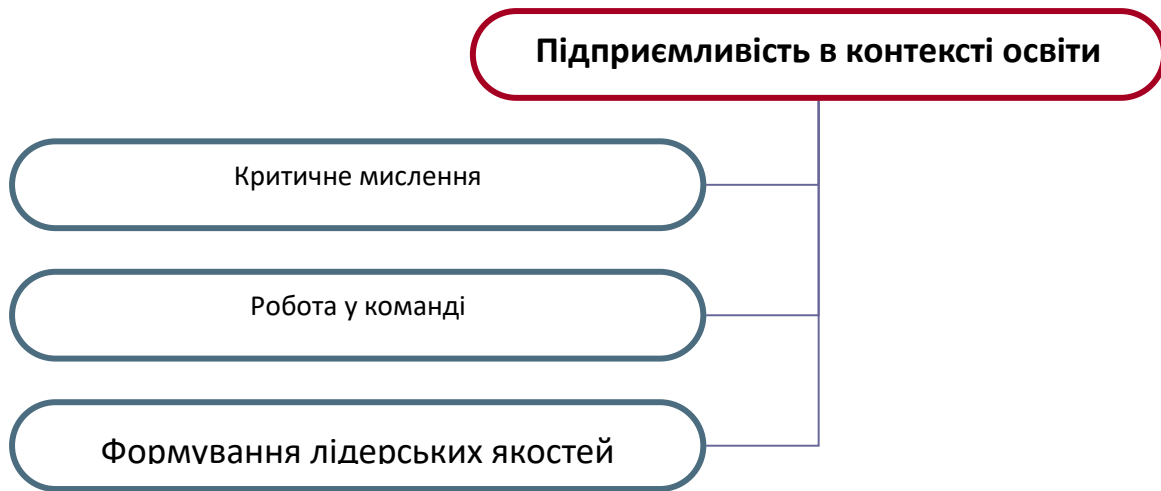 Підприємливість в контексті освіти
Критичне мислення
Робота у команді
Формування лідерських якостей